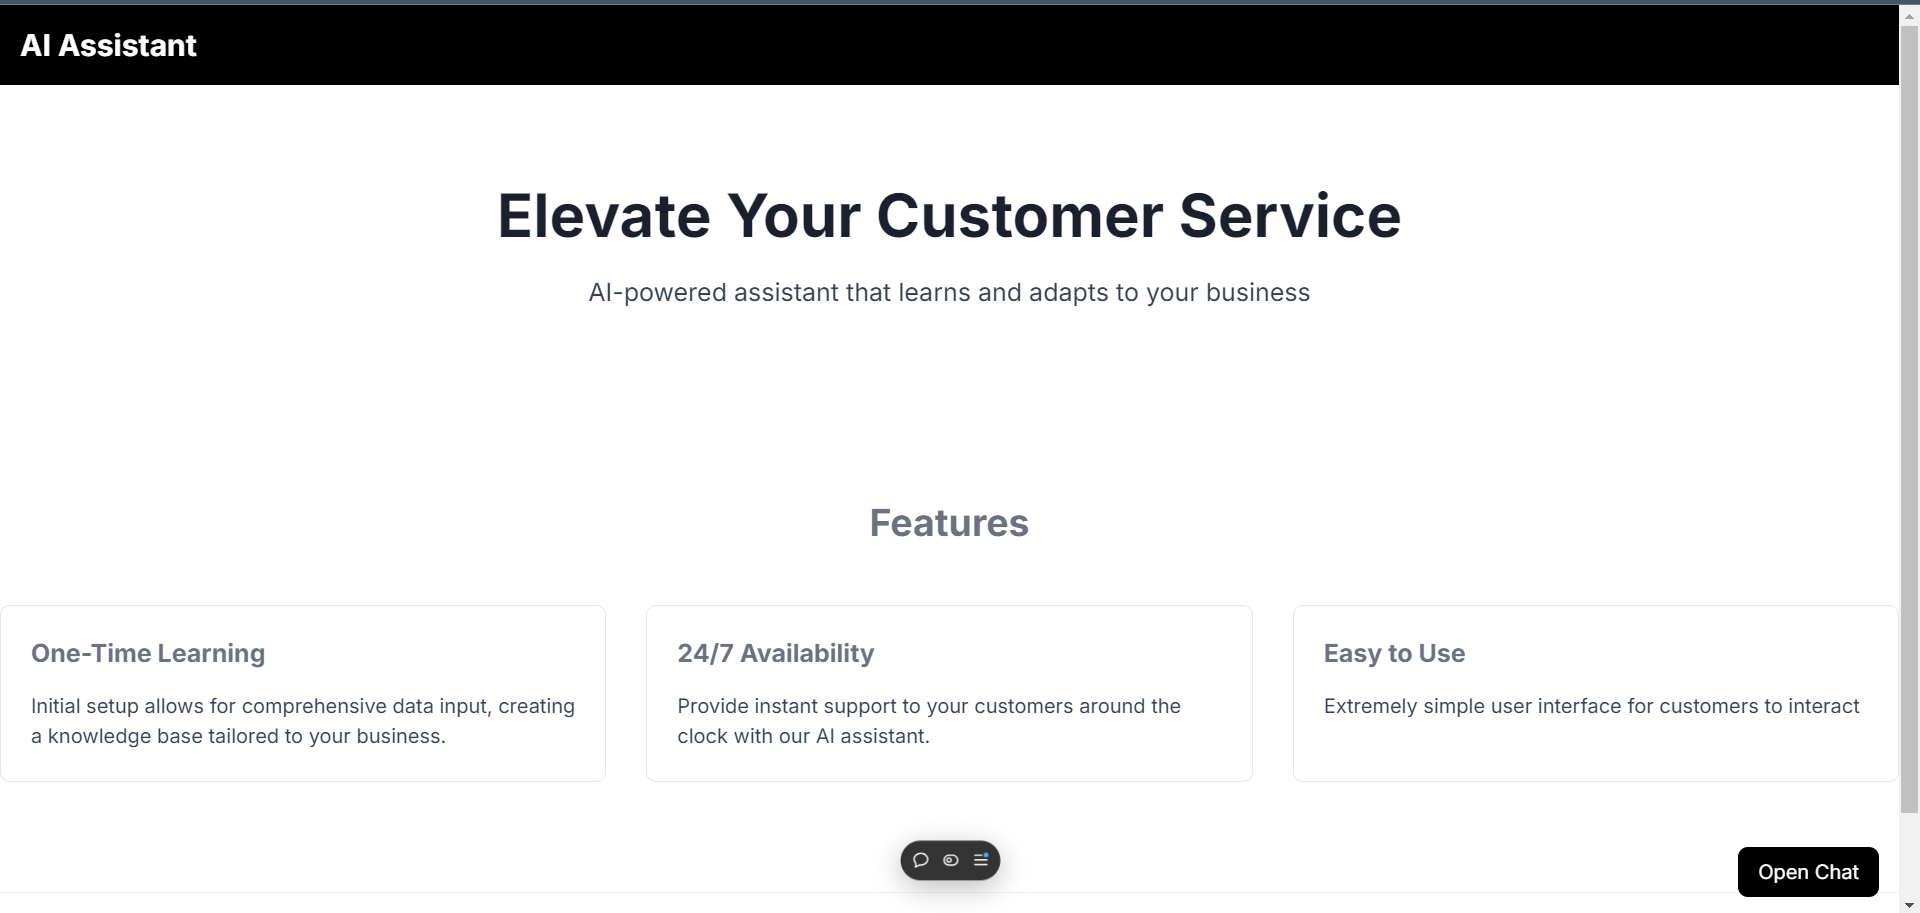 AI Assistant
Elevate Your Customer Service
AI-powered assistant that learns and adapts to your business
Features
One-Time Learning
Initial setup allows for comprehensive data input, creating
a knowledge base tailored to your business.
24/7 Availability
Provide instant support to your customers around the
clock with our AI assistant.
Easy to Use
Extremely simple user interface for customers to interact
Open Chat